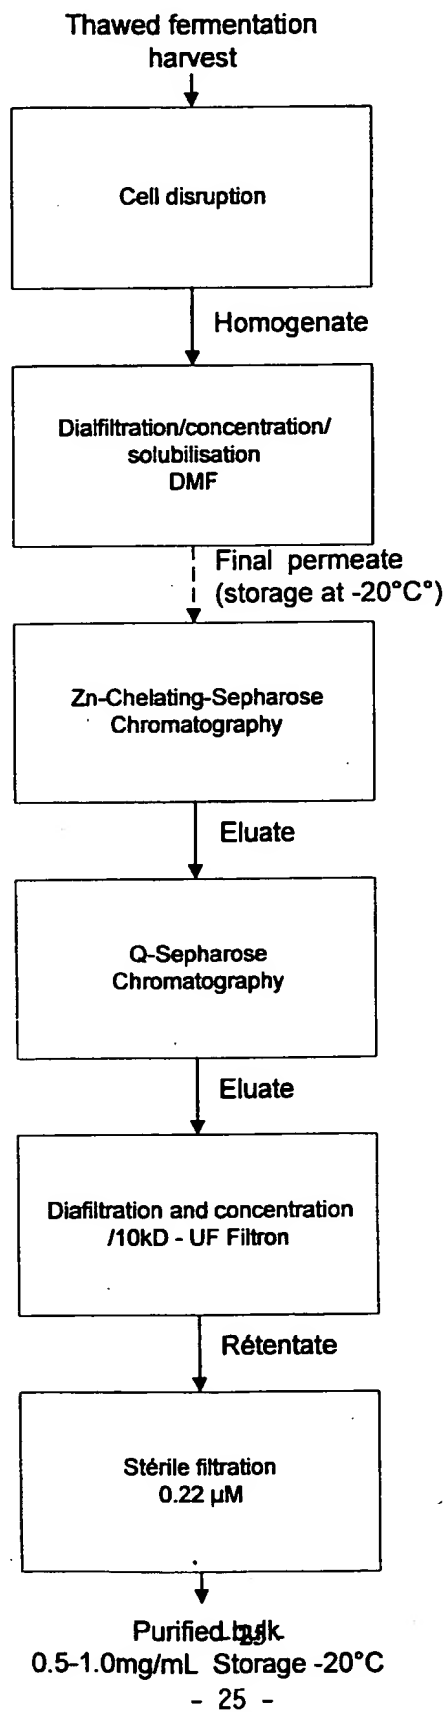 Thawed fermentation
harvest
Cell disruption
Homogenate
Dialfiltration/concentration/
solubilisation
DMF
Final permeate
(storage at -20°C°)
Zn-Chelating-Sepharose
Chromatography
Eluate
Q-Sepharose
Chromatography
Eluate
Diafiltration and concentration
/10kD - UF Filtron
Rétentate
Stérile filtration
0.22 µM
Purified bulk
0.5-1.0mg/mL Storage -20°C
- 25 -